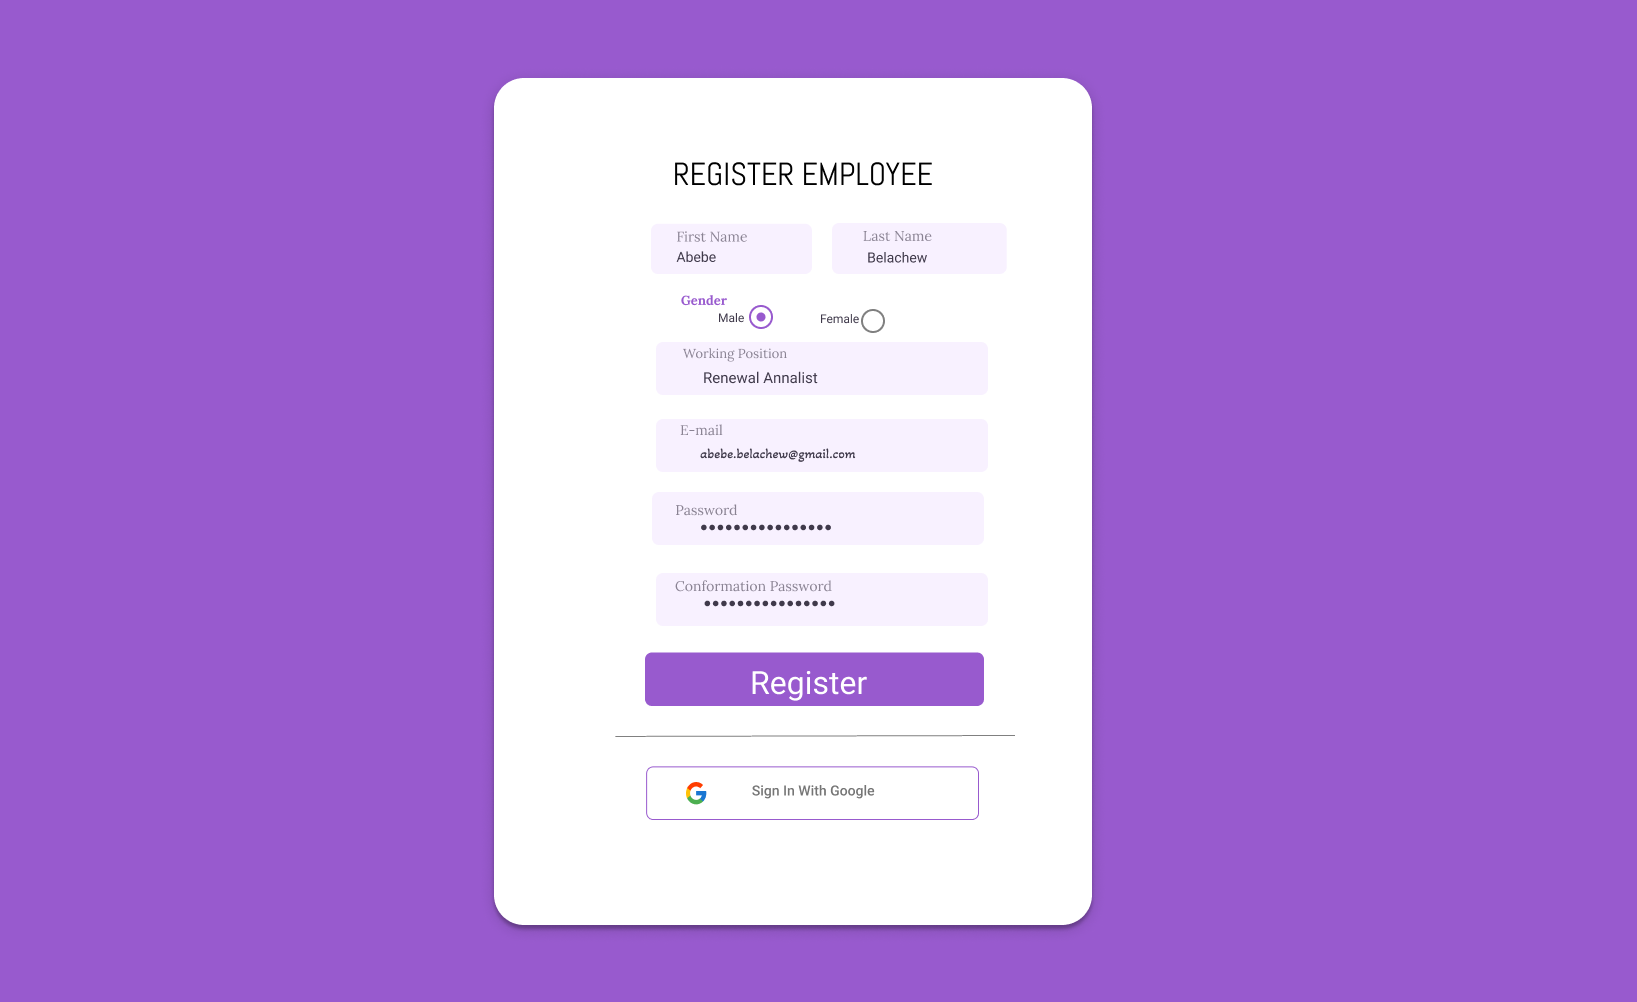 REGISTER EMPLOYEE
First Name
Abebe
Last Name
Belachew
Gender
Male
Female
Working Position
Renewal Annalist
E-mail
abebe.belachew@gmail.com
Password
••••••••••••••••
Conformation Password
••••••••••••••••
Register
Sign In With Google